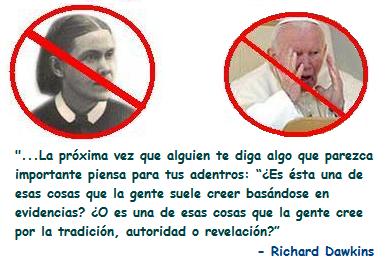 "...La próxima vez que alguien te diga algo que parezca
importante piensa para tus adentros: “¿Es ésta una de
esas cosas que la gente suele creer basándose en
evidencias? ¿O es una de esas cosas que la gente cree
por la tradición, autoridad o revelación?”
– Richard Dawkins